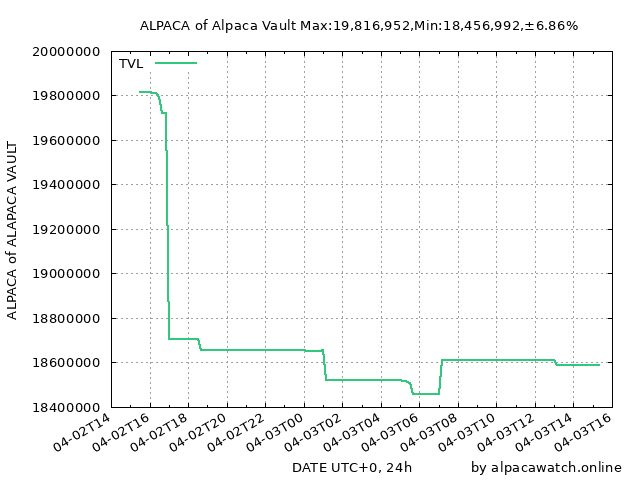 ALPACA of Alpaca Vault Max:19,816,952,Min:18,456,992,±6.86%
TVL
20000000
19800000
19600000
19400000
19200000
19000000
18800000
18600000
18400000
ALPACA of ALAPACA VAULT
04-02T14
04-02T16
04-02T18
04-02T20
04-02T22
04-03T00
04-03T02
04-03T04
04-03T06
04-03T08
04-03T10
04-03T12
04-03T14
04-03T16
DATE UTC+0, 24h
by alpacawatch.online